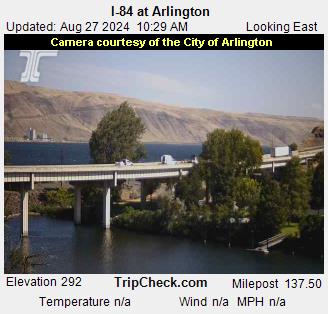 I-84 at Arlington
Updated: Aug 27 2024 10:29 AM Looking East
Camera courtesy of the City of Arlington
Elevation 292 TripCheck.com Milepost 137.50
Temperature n/a Wind n/a MPH n/a